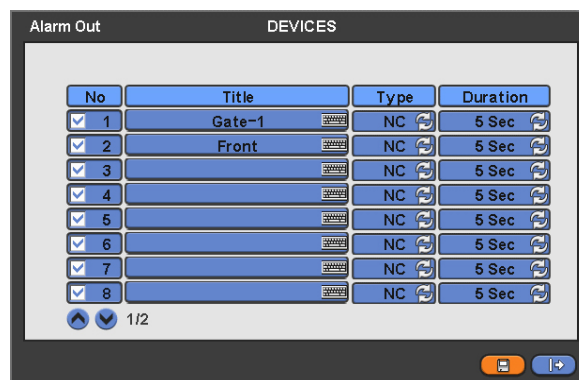 Alarm Out DEVICES
No Title Type Duration
1 Gate-1 NC 5 Sec
2 Front NC 5 Sec
3 NC 5 Sec
4 NC 5 Sec
5 NC 5 Sec
6 NC 5 Sec
7 NC 5 Sec
8 NC 5 Sec
1/2